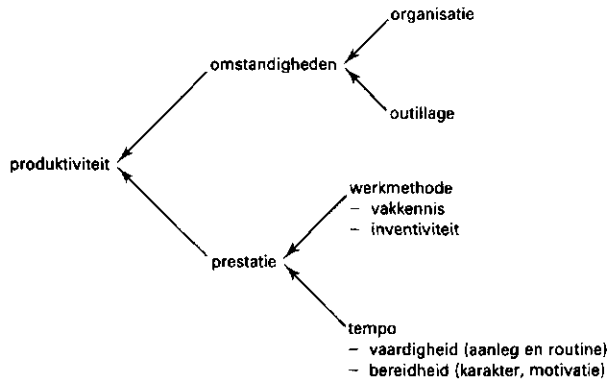 organisatie
omstandigheden
outillage
produktiviteit
werkmethode
– vakkennis
– inventiviteit
prestatie
tempo
– vaardigheid (aanleg en routine)
– bereidheid (karakter, motivatie)